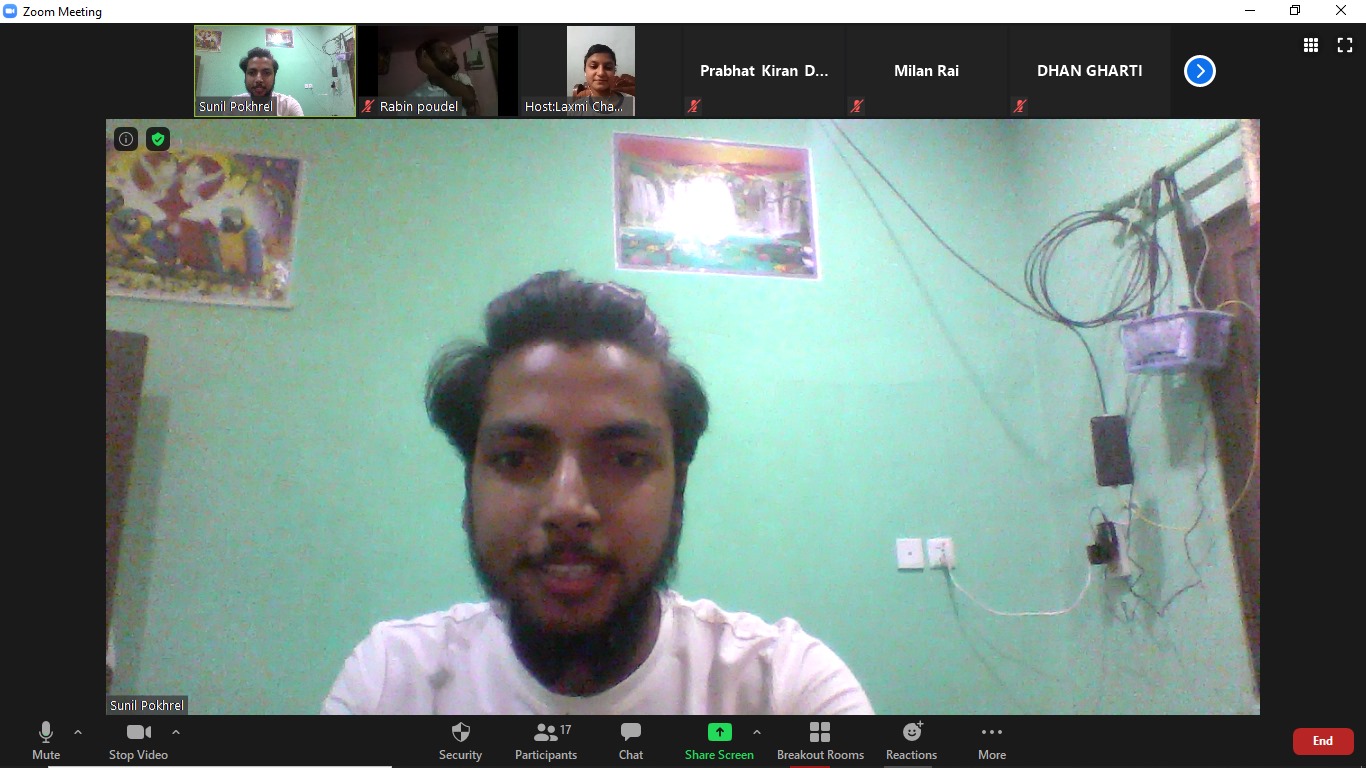 Zoom Meeting
Sunil Pokhrel
Rabin poudel
Host:Laxmi Cha...
Prabhat Kiran D...
Milan Rai
DHAN GHARTI
Sunil Pokhrel
Mute
Stop Video
Security
17
Participants
Chat
Share Screen
Breakout Rooms
Reactions
More
End